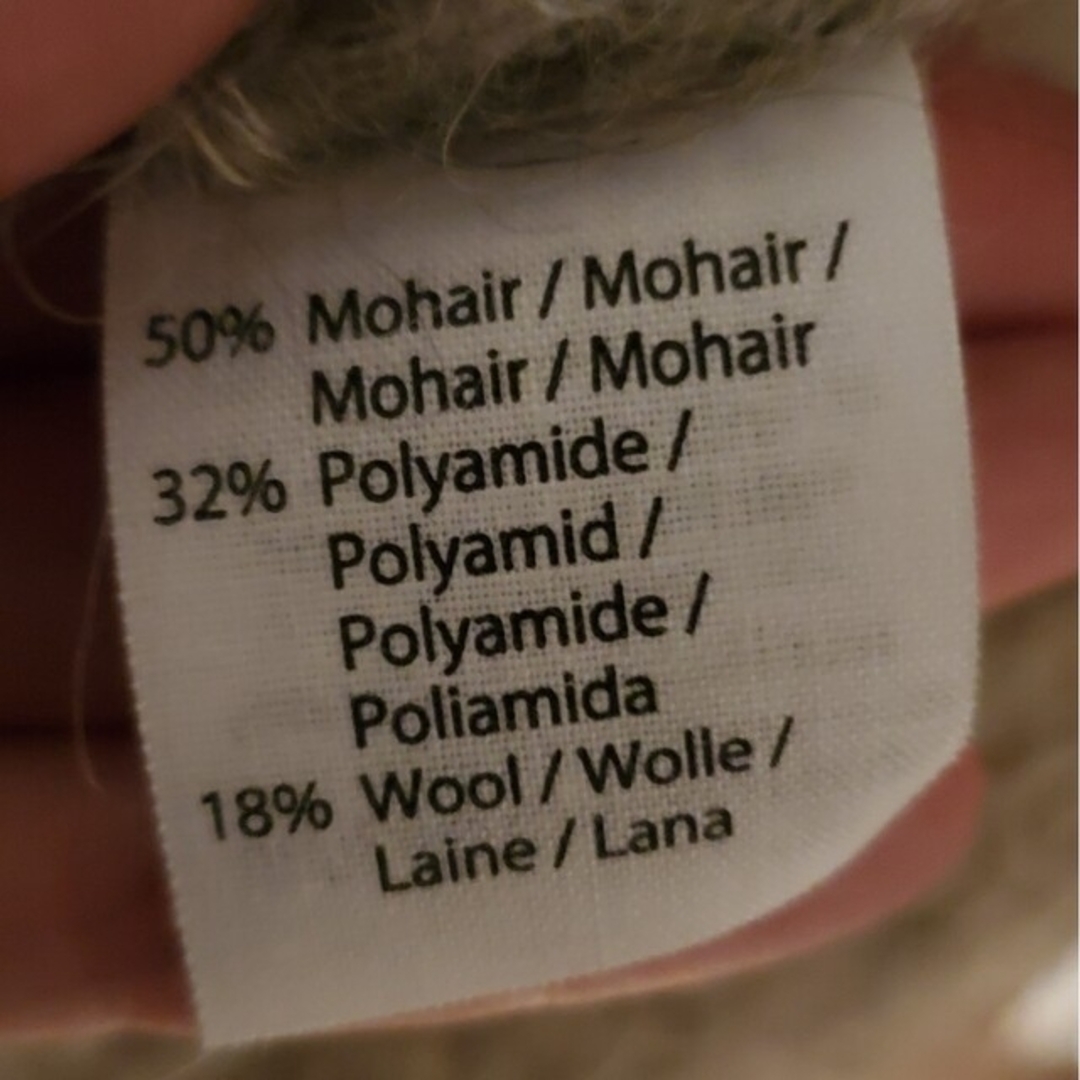 50% Mohair / Mohair /
Mohair / Mohair
32% Polyamide /
Polyamid /
Polyamide /
Poliamida
18% Wool / Wolle /
Laine / Lana